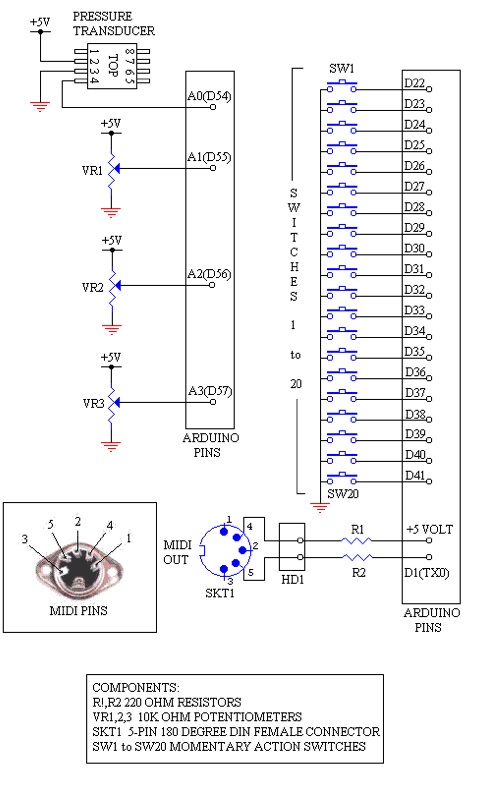 PRESSURE
TRANSDUCER
+5V
1 8
2 7
3 6
4 5
TOP
A0(D54)
+5V
VR1
A1(D55)
+5V
VR2
A2(D56)
+5V
VR3
A3(D57)
ARDUINO
PINS
SWITCHES 1 to 20
SW1
D22
D23
D24
D25
D26
D27
D28
D29
D30
D31
D32
D33
D34
D35
D36
D37
D38
D39
D40
D41
SW20
5 2 4
3 1
MIDI PINS
MIDI
OUT
1
4
2
5
3
SKT1
HD1
R1
R2
+5 VOLT
D1(TX0)
ARDUINO
PINS
COMPONENTS:
R!,R2 220 OHM RESISTORS
VR1,2,3 10K OHM POTENTIOMETERS
SKT1 5-PIN 180 DEGREE DIN FEMALE CONNECTOR
SW1 to SW20 MOMENTARY ACTION SWITCHES